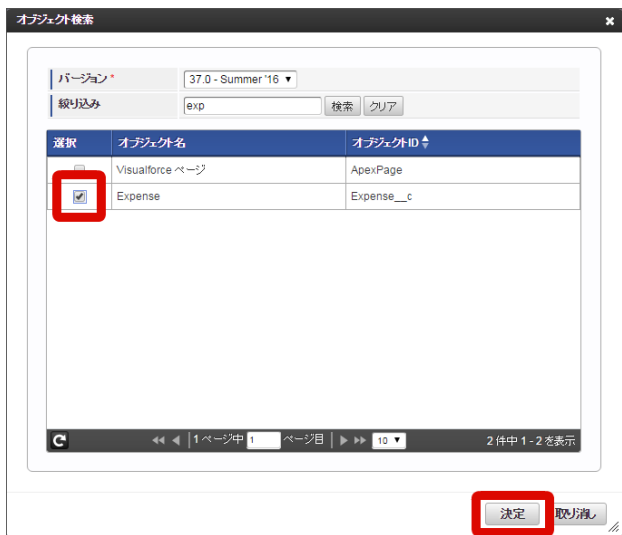 オブジェクト検索
バージョン* 37.0 - Summer '16
絞り込み exp 検索 クリア
選択 オブジェクト名 オブジェクトID
Visualforce ページ ApexPage
Expense Expense__c
1 ページ中 1 ページ目 10 2 件中 1 - 2 を表示
決定 取り消し